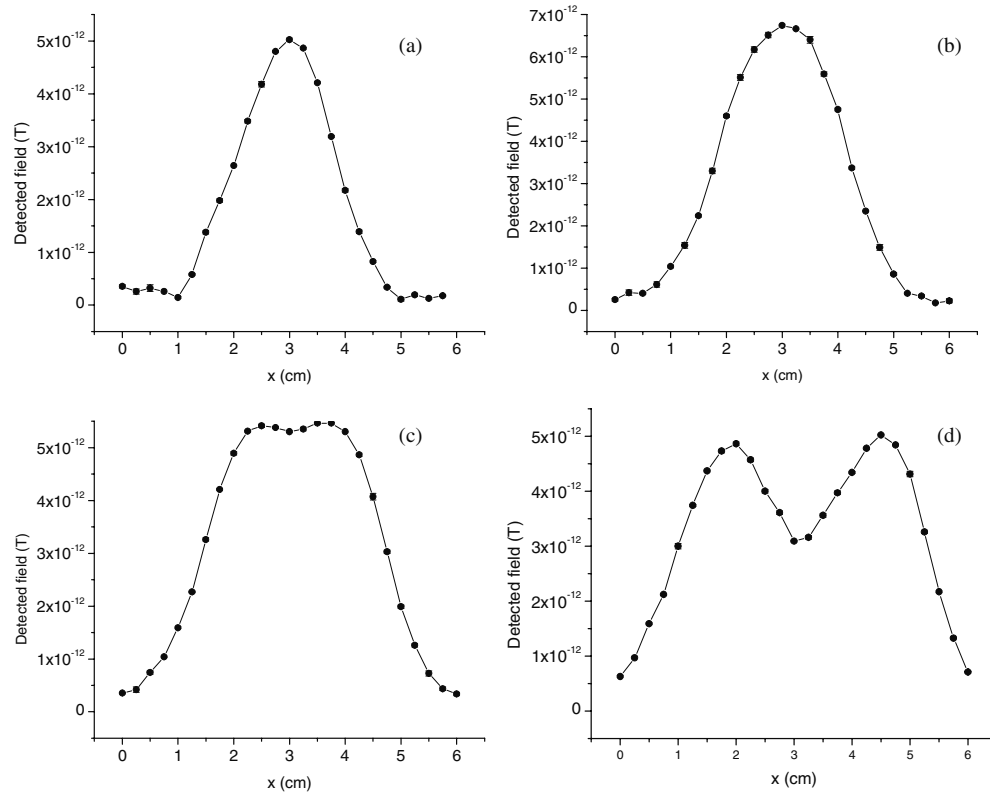 (a)
5x10⁻¹²
4x10⁻¹²
3x10⁻¹²
2x10⁻¹²
1x10⁻¹²
0
Detected field (T)
0 1 2 3 4 5 6
x (cm)
(b)
7x10⁻¹²
6x10⁻¹²
5x10⁻¹²
4x10⁻¹²
3x10⁻¹²
2x10⁻¹²
1x10⁻¹²
0
Detected field (T)
0 1 2 3 4 5 6
x (cm)
(c)
5x10⁻¹²
4x10⁻¹²
3x10⁻¹²
2x10⁻¹²
1x10⁻¹²
0
Detected field (T)
0 1 2 3 4 5 6
x (cm)
(d)
5x10⁻¹²
4x10⁻¹²
3x10⁻¹²
2x10⁻¹²
1x10⁻¹²
0
Detected field (T)
0 1 2 3 4 5 6
x (cm)